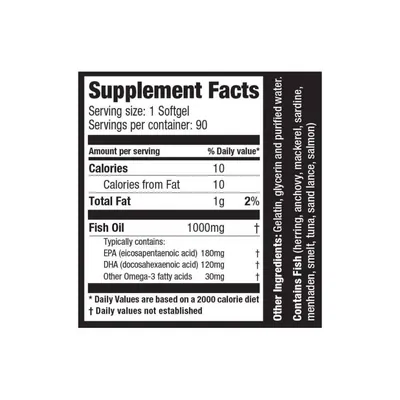 Supplement Facts
Serving size: 1 Softgel
Servings per container: 90
Amount per serving % Daily value*
Calories 10
Calories from Fat 10
Total Fat 1g 2%
Fish Oil 1000mg †
Typically contains:
EPA (eicosapentaenoic acid) 180mg †
DHA (docosahexaenoic acid) 120mg †
Other Omega-3 fatty acids 30mg †
* Daily Values are based on a 2000 calorie diet
† Daily Values not established
Other Ingredients: Gelatin, glycerin and purified water.
Contains Fish (herring, anchovy, mackerel, sardine,
menhaden, smelt, tuna, sand lance, salmon)